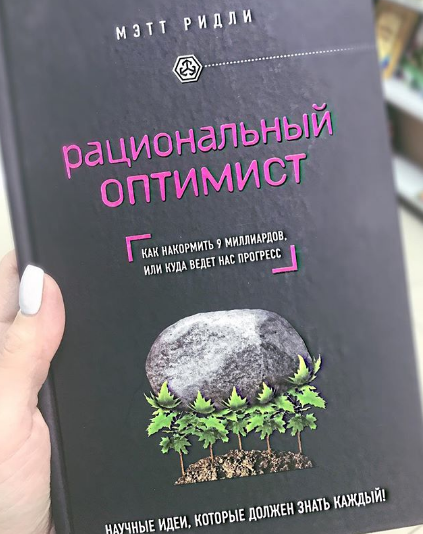 МЭТТ РИДЛИ
рациональный
оптимист
КАК НАКОРМИТЬ 9 МИЛЛИАРДОВ,
ИЛИ КУДА ВЕДЕТ НАС ПРОГРЕСС
НАУЧНЫЕ ИДЕИ, КОТОРЫЕ ДОЛЖЕН ЗНАТЬ КАЖДЫЙ!